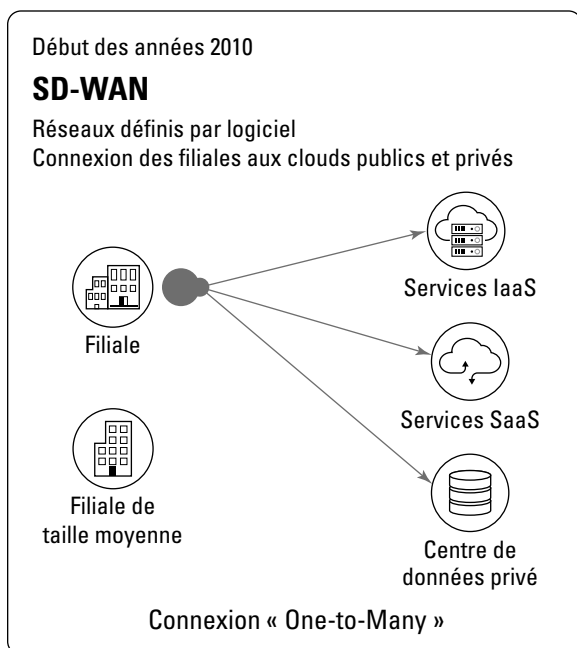 Début des années 2010
SD-WAN
Réseaux définis par logiciel
Connexion des filiales aux clouds publics et privés
Filiale
Services IaaS
Services SaaS
Filiale de
taille moyenne
Centre de
données privé
Connexion « One-to-Many »